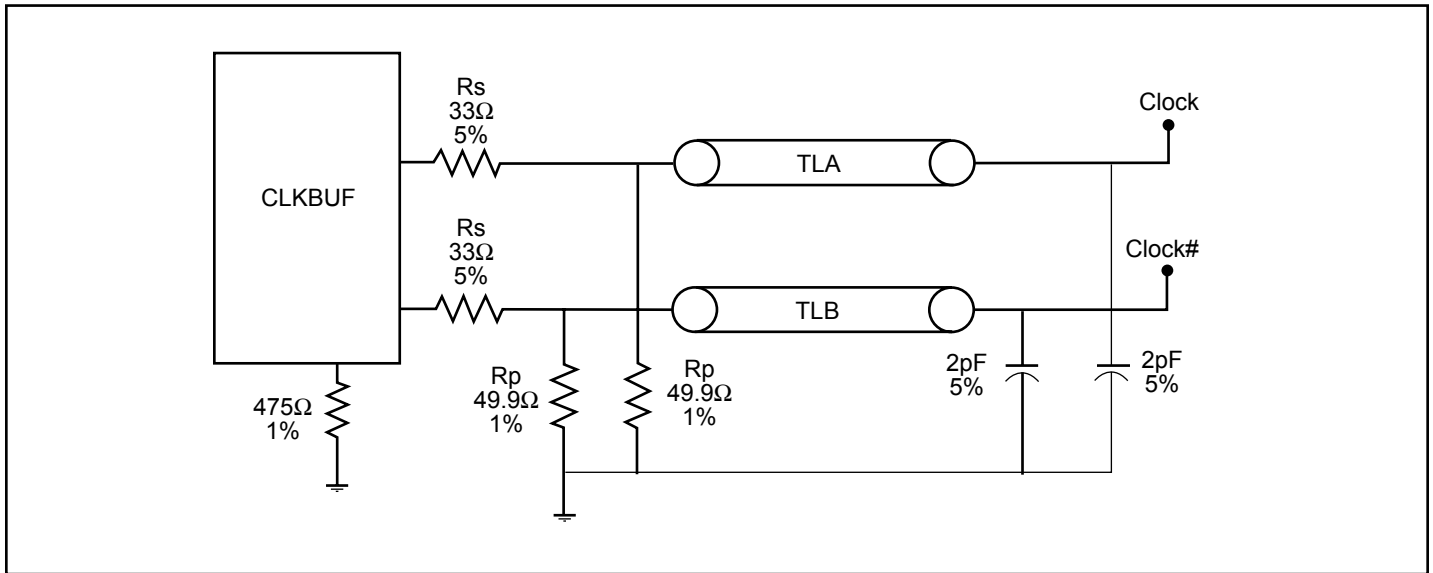 Rs
33Ω
5%
Clock
TLA
CLKBUF
Rs
33Ω
5%
Clock#
TLB
475Ω
1%
Rp
49.9Ω
1%
Rp
49.9Ω
1%
2pF
5%
2pF
5%